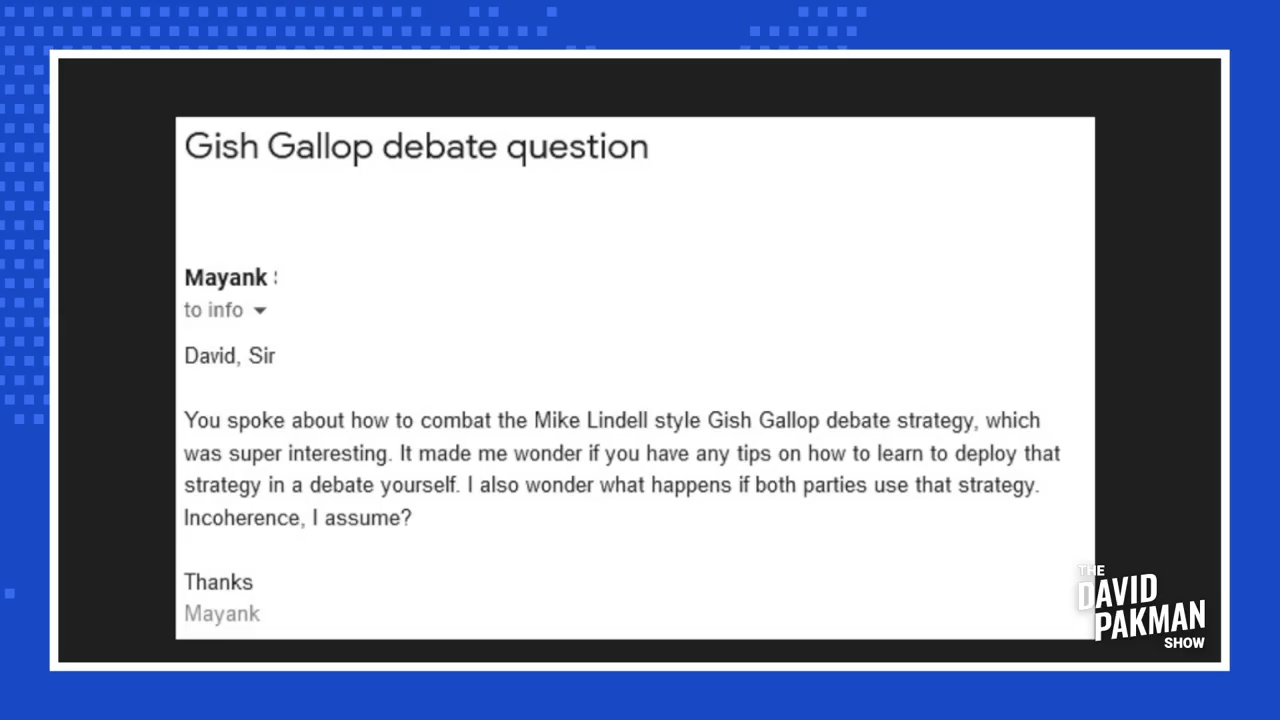 Gish Gallop debate question
Mayank
to info
David, Sir
You spoke about how to combat the Mike Lindell style Gish Gallop debate strategy, which
was super interesting. It made me wonder if you have any tips on how to learn to deploy that
strategy in a debate yourself. I also wonder what happens if both parties use that strategy.
Incoherence, I assume?
Thanks
Mayank
THE
DAVID
PAKMAN
SHOW